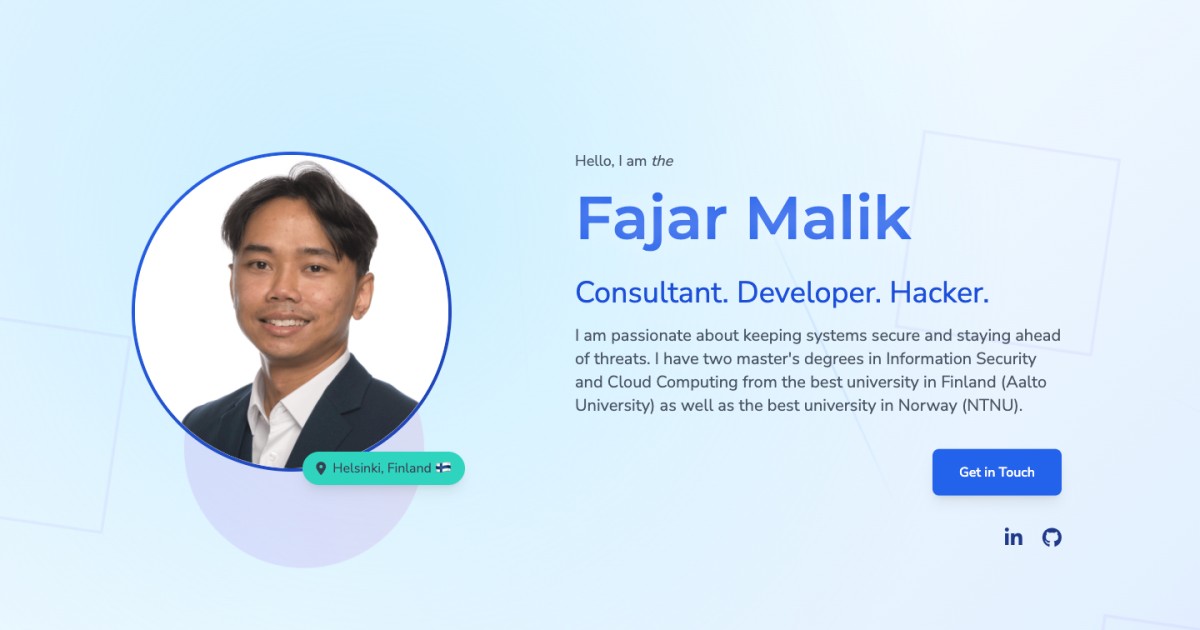 Hello, I am the
Fajar Malik
Consultant. Developer. Hacker.
I am passionate about keeping systems secure and staying ahead
of threats. I have two master's degrees in Information Security
and Cloud Computing from the best university in Finland (Aalto
University) as well as the best university in Norway (NTNU).
Helsinki, Finland 🇫🇮
Get in Touch
in